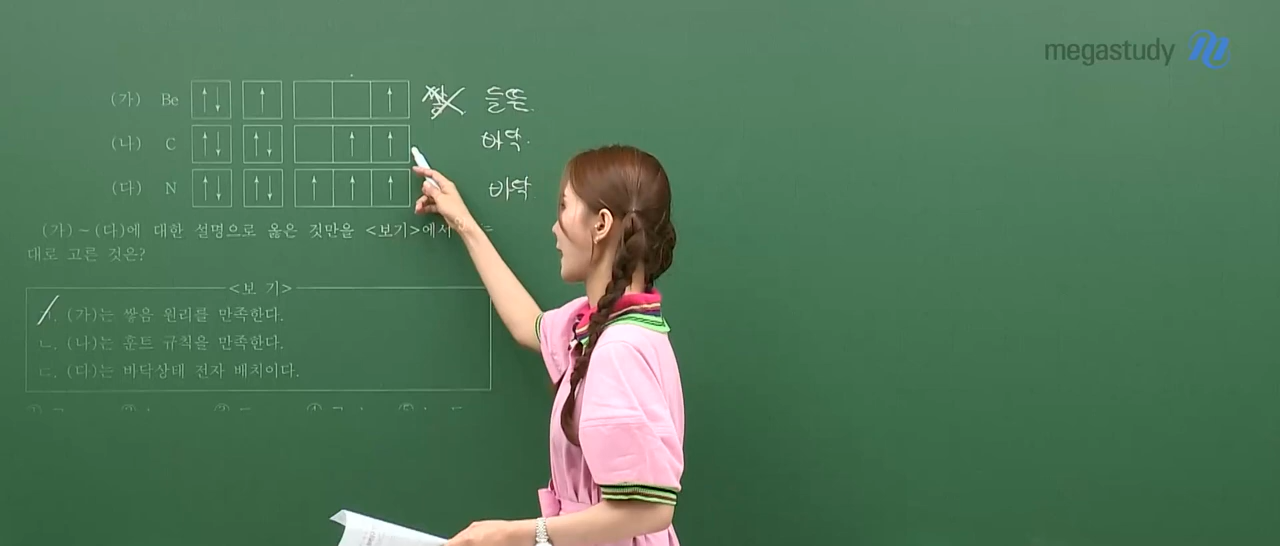 megastudy
(가) Be ↑↓ ↑ ↑ 쌓 들뜬.
(나) C ↑↓ ↑↓ ↑ ↑ 바닥.
(다) N ↑↓ ↑↓ ↑ ↑ ↑ 바닥
(가)~(다)에 대한 설명으로 옳은 것만을 <보기>에서
대로 고른 것은?
<보 기>
ㄱ. (가)는 쌓음 원리를 만족한다.
ㄴ. (나)는 훈트 규칙을 만족한다.
ㄷ. (다)는 바닥상태 전자 배치이다.